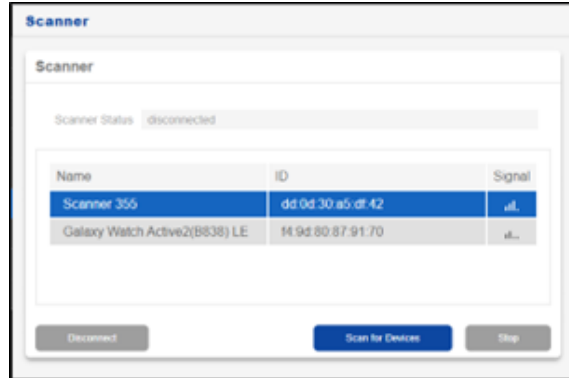 Scanner
Scanner
Scanner Status disconnected
Name ID Signal
Scanner 355 dd:0d:30:a5:df:42
Galaxy Watch Active2(B838) LE f4:9d:80:87:91:70
Disconnect Scan for Devices Stop